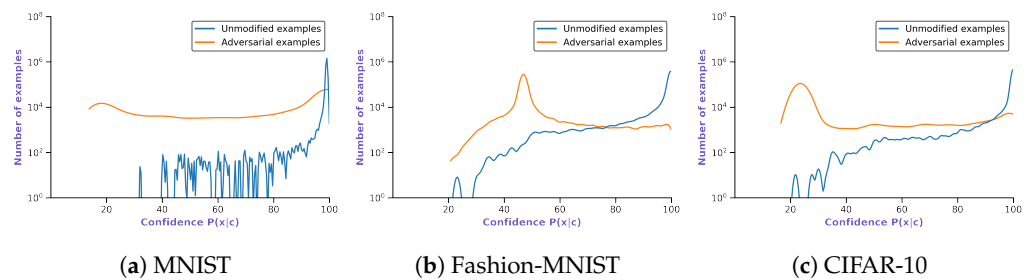 10^8
10^6
10^4
10^2
10^0
Number of examples
Unmodified examples
Adversarial examples
20 40 60 80 100
Confidence P(x|c)
(a) MNIST
10^8
10^6
10^4
10^2
10^0
Number of examples
Unmodified examples
Adversarial examples
20 40 60 80 100
Confidence P(x|c)
(b) Fashion-MNIST
10^8
10^6
10^4
10^2
10^0
Number of examples
Unmodified examples
Adversarial examples
20 40 60 80 100
Confidence P(x|c)
(c) CIFAR-10